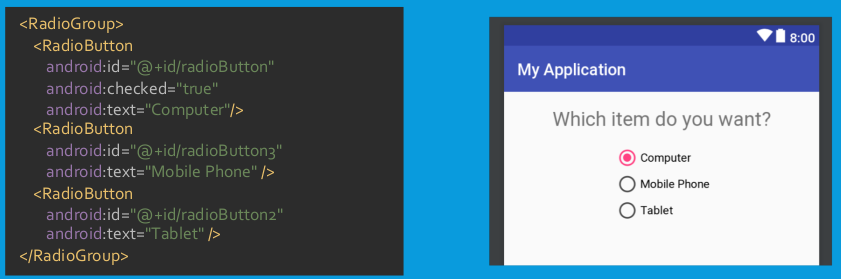 <RadioGroup>
<RadioButton
android:id="@+id/radioButton"
android:checked="true"
android:text="Computer"/>
<RadioButton
android:id="@+id/radioButton3"
android:text="Mobile Phone" />
<RadioButton
android:id="@+id/radioButton2"
android:text="Tablet" />
</RadioGroup>
8:00
My Application
Which item do you want?
Computer
Mobile Phone
Tablet